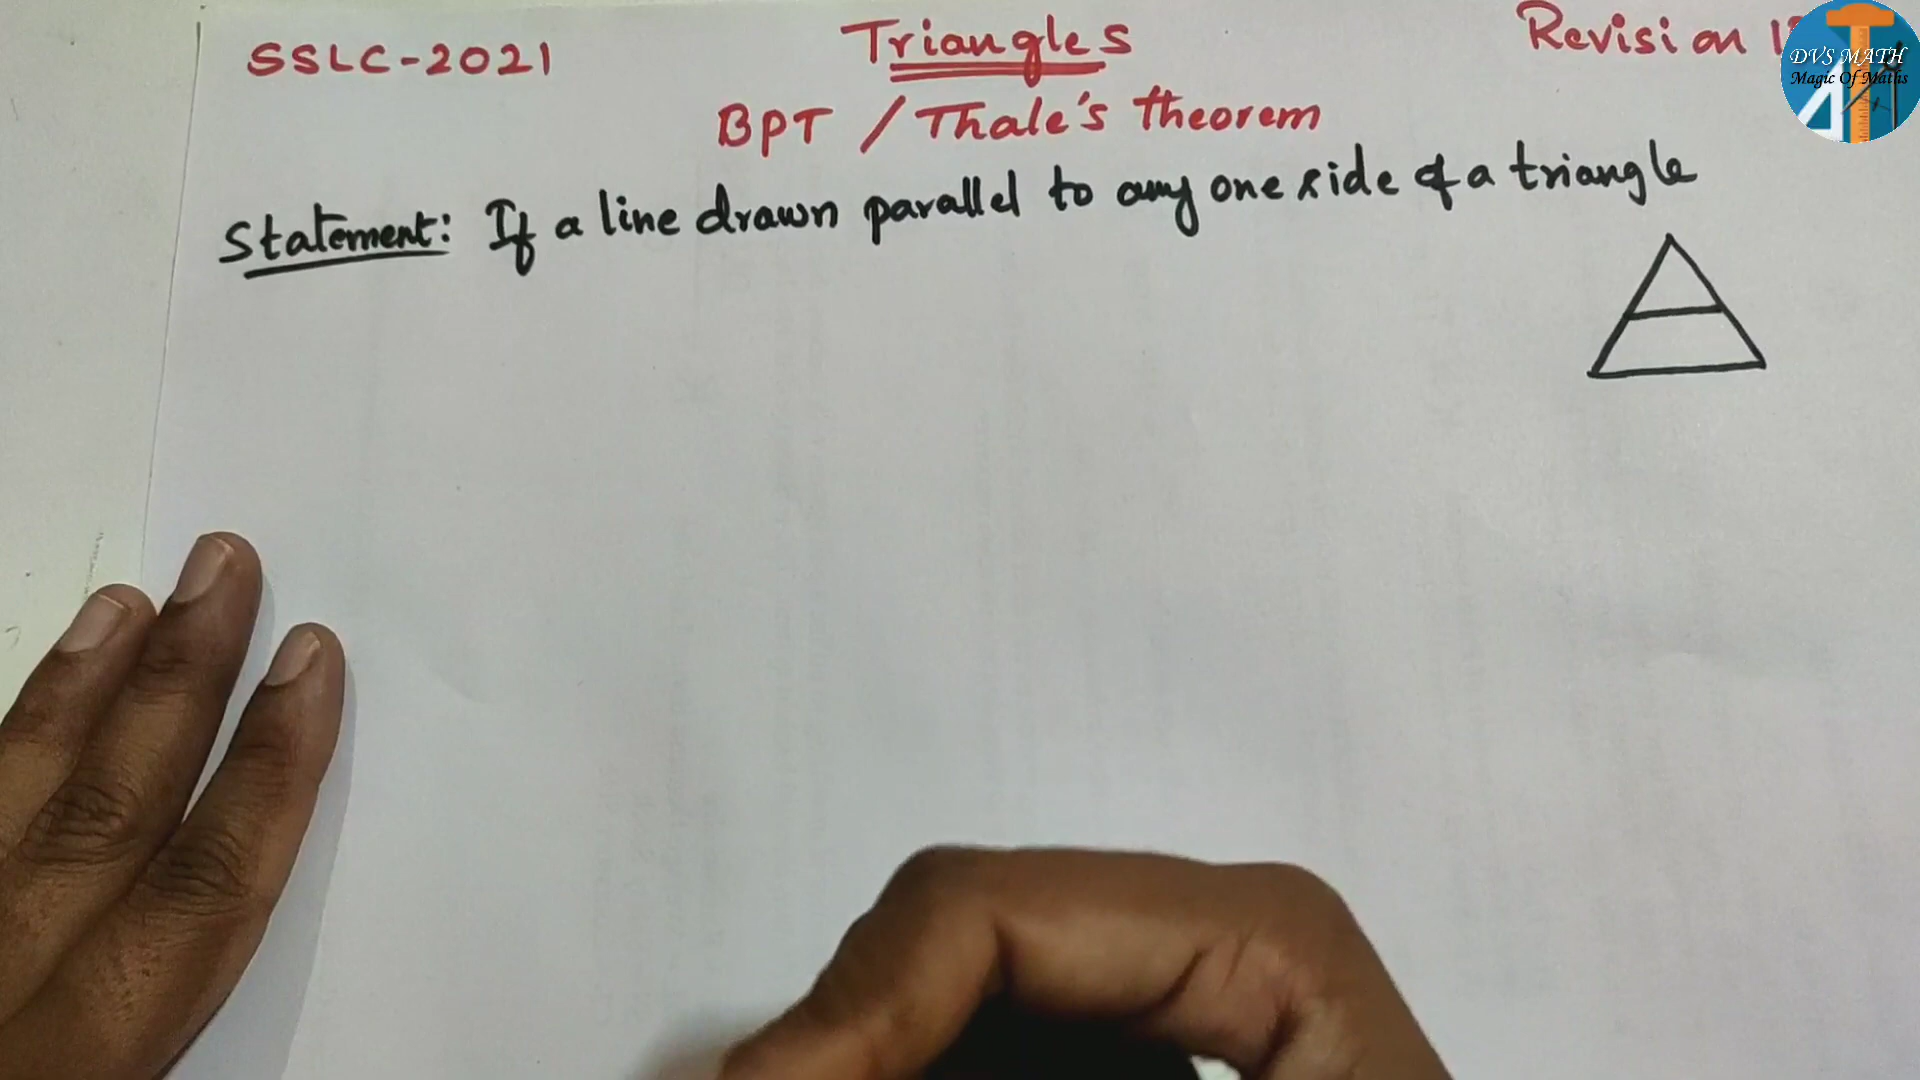 SSLC-2021
Triangles
Revision
DVS MATH
Magic Of Maths
BPT / Thale's theorem
Statement: If a line drawn parallel to any one side of a triangle